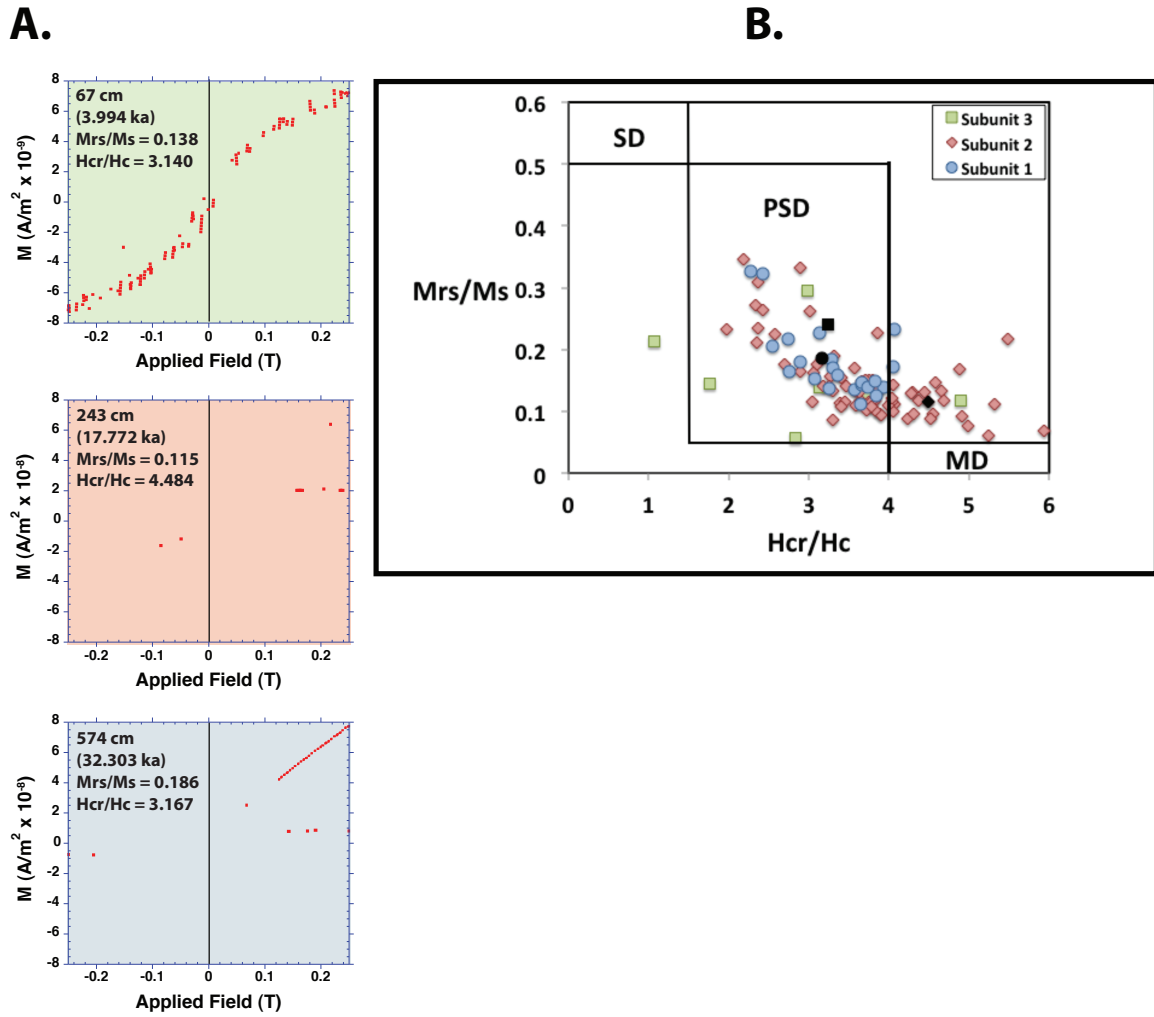 A.
B.
8
6
4
2
0
-2
-4
-6
-8
M (A/m² x 10⁻⁹)
67 cm
(3.994 ka)
Mrs/Ms = 0.138
Hcr/Hc = 3.140
-0.2 -0.1 0 0.1 0.2
Applied Field (T)
8
6
4
2
0
-2
-4
-6
-8
M (A/m² x 10⁻⁸)
243 cm
(17.772 ka)
Mrs/Ms = 0.115
Hcr/Hc = 4.484
-0.2 -0.1 0 0.1 0.2
Applied Field (T)
8
6
4
2
0
-2
-4
-6
-8
M (A/m² x 10⁻⁸)
574 cm
(32.303 ka)
Mrs/Ms = 0.186
Hcr/Hc = 3.167
-0.2 -0.1 0 0.1 0.2
Applied Field (T)
0.6
0.5
0.4
0.3
0.2
0.1
0
Mrs/Ms
SD
PSD
MD
Subunit 3
Subunit 2
Subunit 1
0 1 2 3 4 5 6
Hcr/Hc